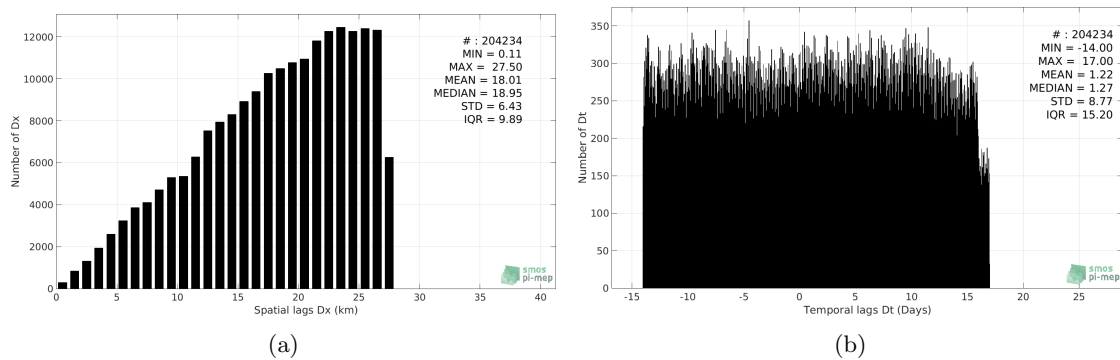 # : 204234
MIN = 0.11
MAX = 27.50
MEAN = 18.01
MEDIAN = 18.95
STD = 6.43
IQR = 9.89
12000
10000
8000
6000
4000
2000
0
Number of Dx
0 5 10 15 20 25 30 35 40
Spatial lags Dx (km)
smos
pi-mep
(a)
# : 204234
MIN = -14.00
MAX = 17.00
MEAN = 1.22
MEDIAN = 1.27
STD = 8.77
IQR = 15.20
350
300
250
200
150
100
50
0
Number of Dt
-15 -10 -5 0 5 10 15 20 25
Temporal lags Dt (Days)
smos
pi-mep
(b)